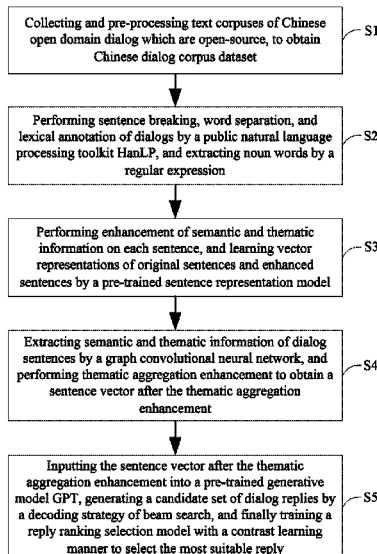 Collecting and pre-processing text corpuses of Chinese
open domain dialog which are open-source, to obtain
Chinese dialog corpus dataset
S1
Performing sentence breaking, word separation, and
lexical annotation of dialogs by a public natural language
processing toolkit HanLP, and extracting noun words by a
regular expression
S2
Performing enhancement of semantic and thematic
information on each sentence, and learning vector
representations of original sentences and enhanced
sentences by a pre-trained sentence representation model
S3
Extracting semantic and thematic information of dialog
sentences by a graph convolutional neural network, and
performing thematic aggregation enhancement to obtain a
sentence vector after the thematic aggregation
enhancement
S4
Inputting the sentence vector after the thematic
aggregation enhancement into a pre-trained generative
model GPT, generating a candidate set of dialog replies by
a decoding strategy of beam search, and finally training a
reply ranking selection model with a contrast learning
manner to select the most suitable reply
S5